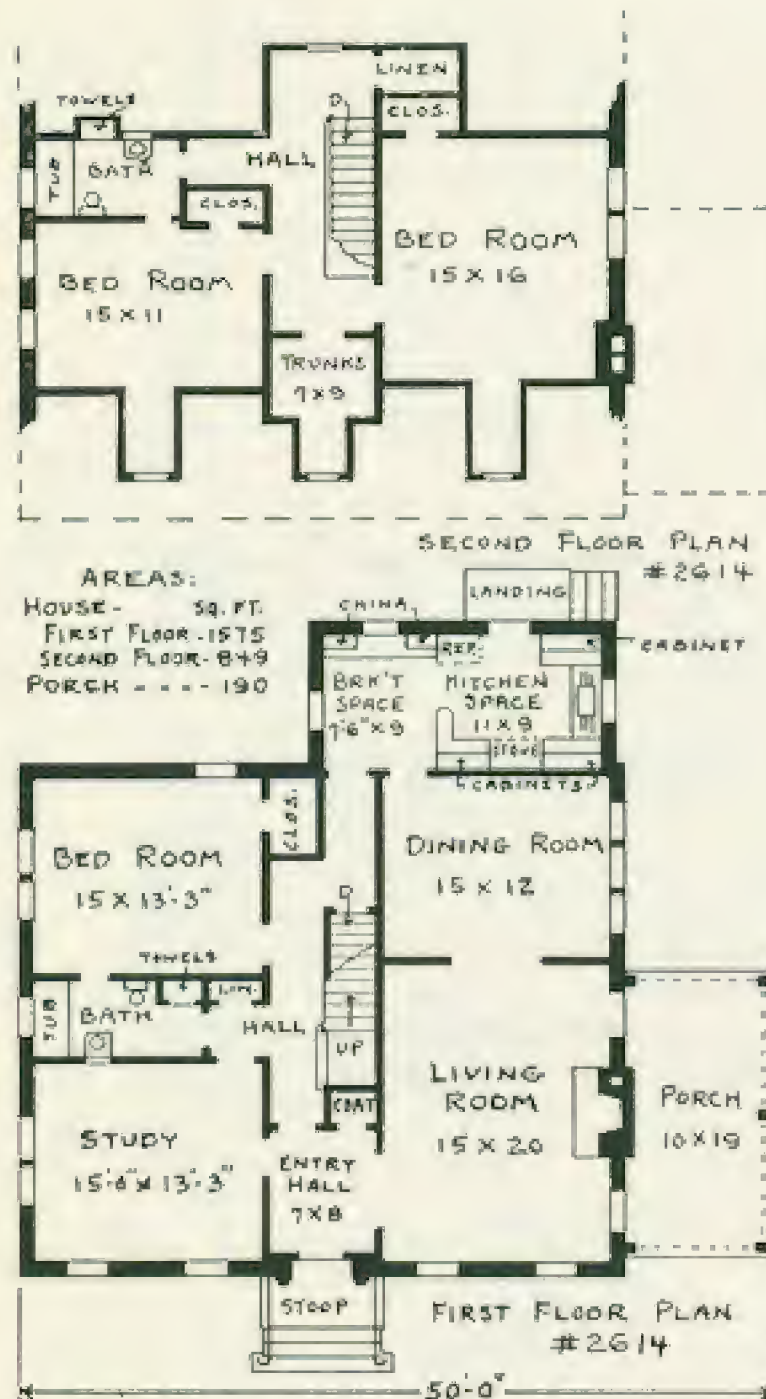 LINEN
TOWELS
D
CLOS.
TUB
BATH
HALL
CLOS.
BED ROOM
15 X 16
BED ROOM
15 X 11
TRUNKS
7 X 9
SECOND FLOOR PLAN
#2614
AREAS:
HOUSE - SQ. FT.
FIRST FLOOR - 1575
SECOND FLOOR - 849
PORCH - - - - 190
LANDING
CHINA
CABINET
REF.
BRK'T
SPACE
7'-6" X 9
KITCHEN
SPACE
11 X 9
STOVE
CABINETS
CLOS.
BED ROOM
15 X 13'-3"
DINING ROOM
15 X 12
D
TOWELS
LIN.
TUB
BATH
HALL
UP
LIVING
ROOM
15 X 20
PORCH
10 X 19
COAT
STUDY
15'-6" X 13'-3"
ENTRY
HALL
7 X 8
STOOP
FIRST FLOOR PLAN
#2614
50'-0"